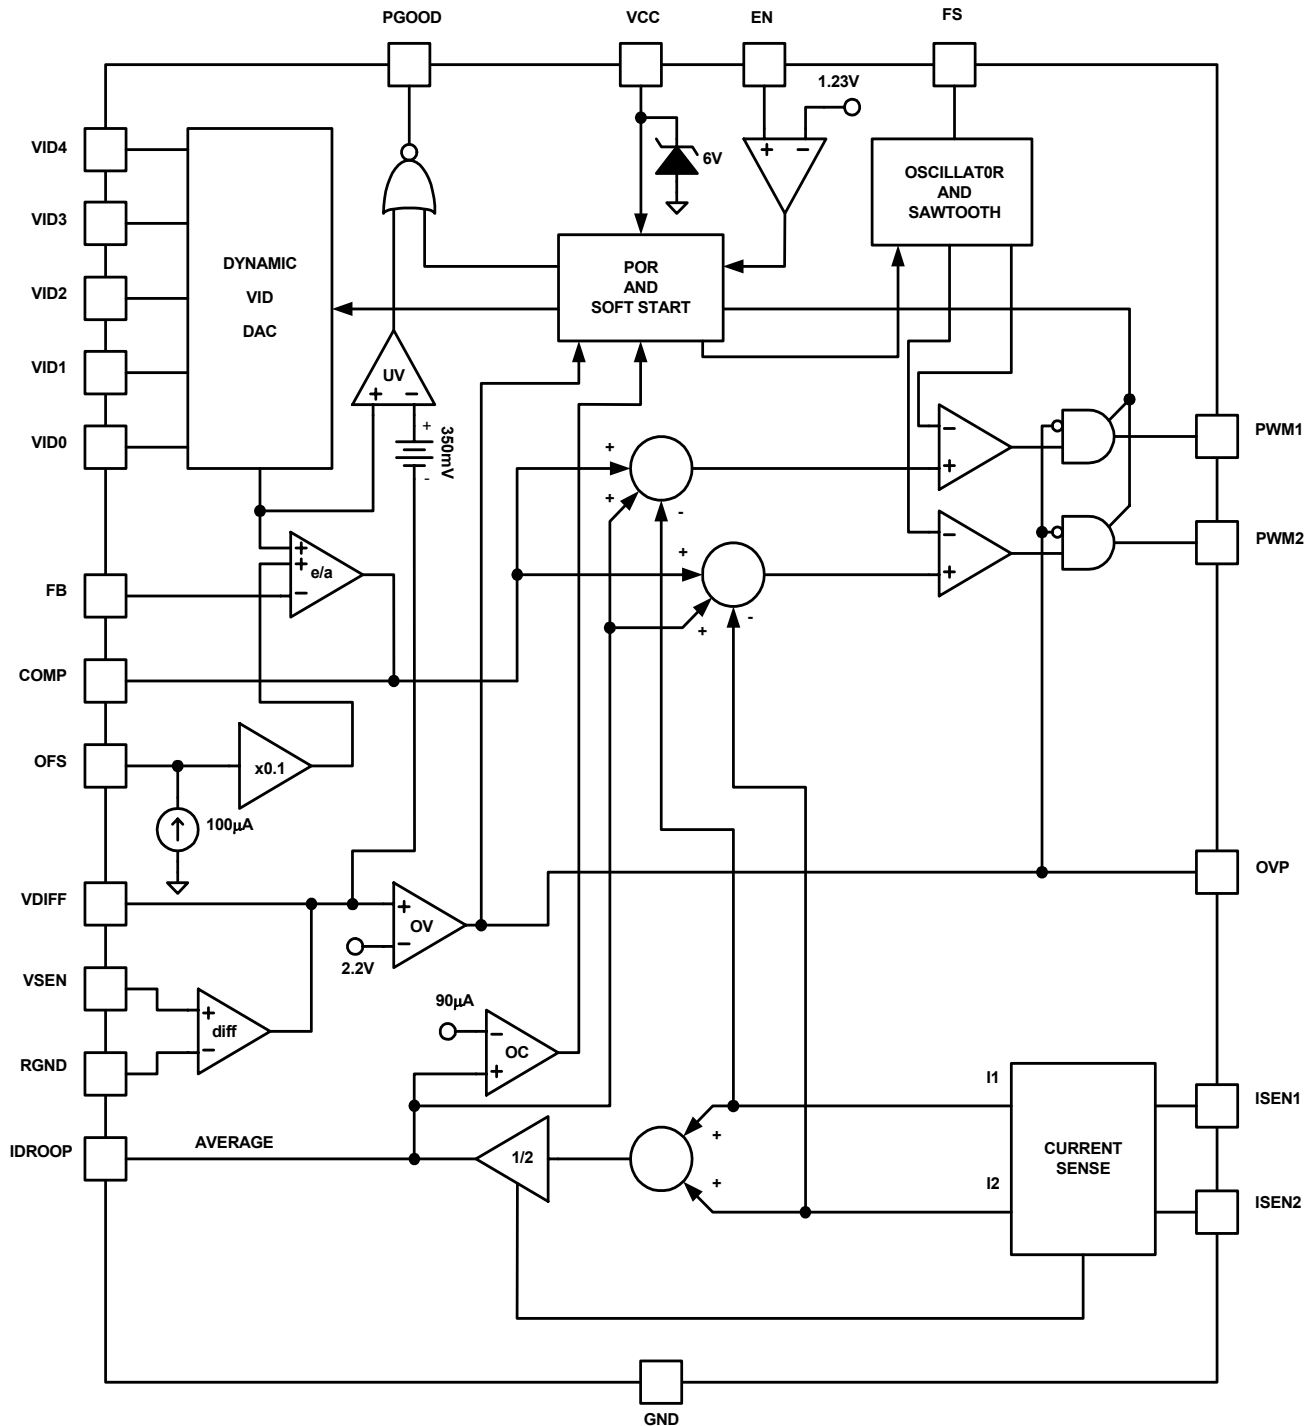 PGOOD
VCC
EN
FS
1.23V
6V
VID4
VID3
VID2
VID1
VID0
DYNAMIC
VID
DAC
POR
AND
SOFT START
OSCILLAT0R
AND
SAWTOOTH
+
−
UV
+
−
+
350mV
-
+
+
-
−
+
PWM1
+
+
-
−
+
PWM2
+
+
−
e/a
FB
COMP
OFS
x0.1
100µA
VDIFF
+
−
OV
2.2V
OVP
VSEN
RGND
+
−
diff
90µA
−
+
OC
IDROOP
AVERAGE
1/2
+
+
I1
I2
CURRENT
SENSE
ISEN1
ISEN2
GND